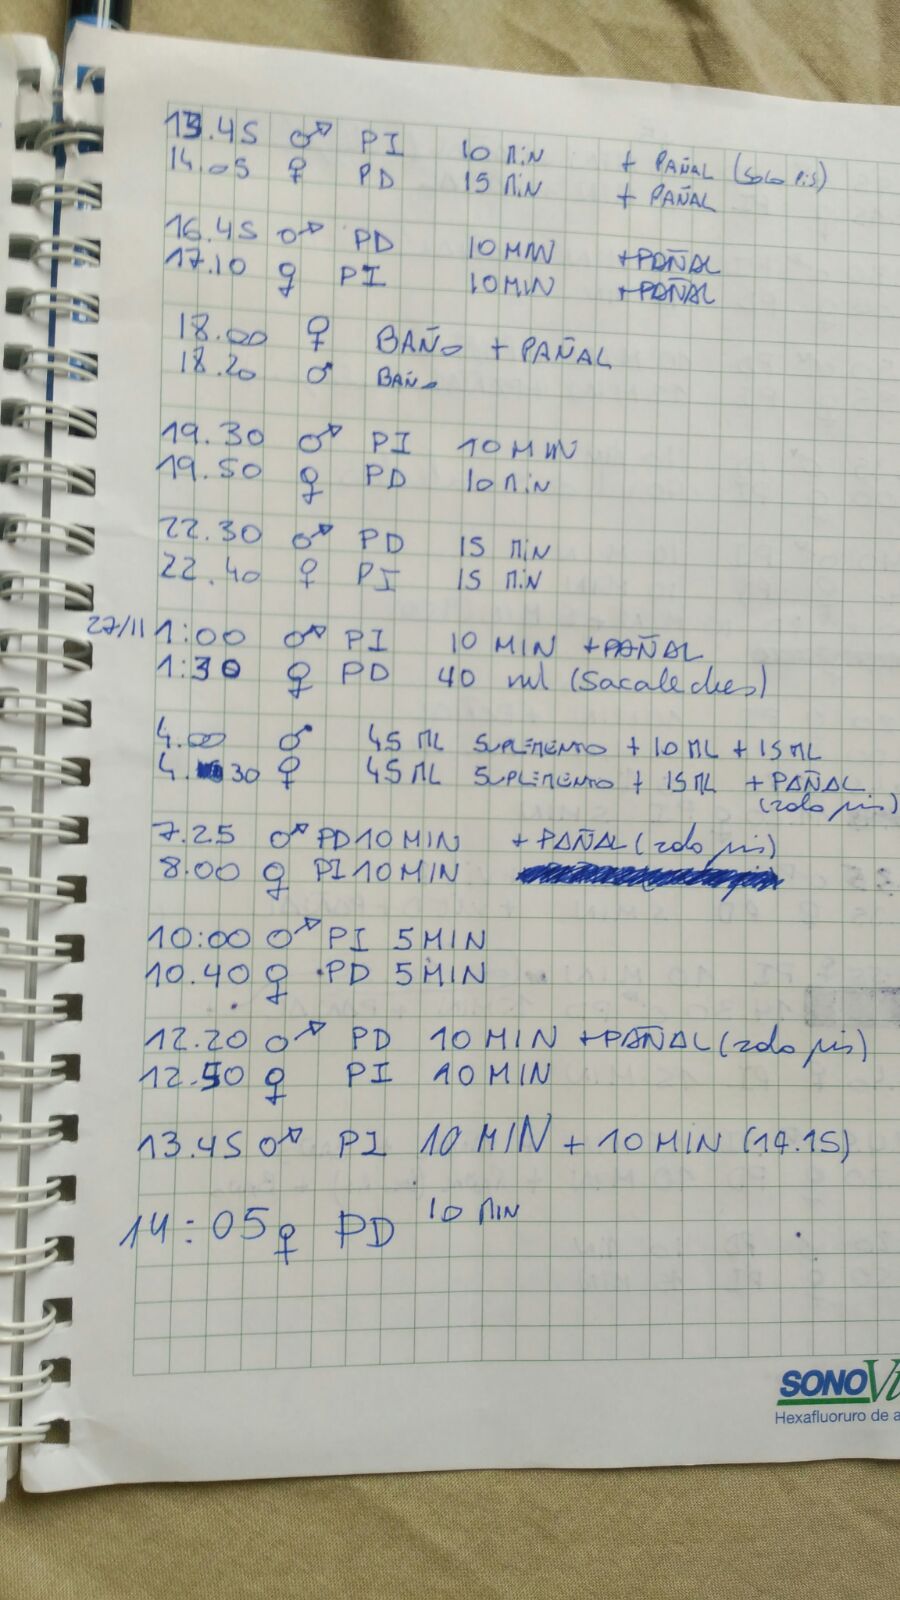 13.45 ♂ PI 10 MiN + PAÑAL (SOLO PIS)
14.05 ♀ PD 15 MiN + PAÑAL
16.45 ♂ PD 10 MIN +PAÑAL
17.10 ♀ PI 10 MIN +PAÑAL
18.00 ♀ BAÑO + PAÑAL
18.20 ♂ BAÑO
19.30 ♂ PI 10 MIN
19.50 ♀ PD 10 MiN
22.30 ♂ PD 15 MiN
22.40 ♀ PI 15 MiN
27/11 1:00 ♂ PI 10 MIN +PAÑAL
1:30 ♀ PD 40 ml (Sacaleches)
4.00 ♂ 45 ML SUPLEMENTO + 10 ML + 15 ML
4.30 ♀ 45 ML SUPLEMENTO + 15 ML + PAÑAL
(solo pis)
7.25 ♂ PD 10 MIN + PAÑAL (solo pis)
8.00 ♀ PI 10 MIN
10:00 ♂ PI 5 MIN
10.40 ♀ PD 5 MIN
12.20 ♂ PD 10 MIN +PAÑAL (solo pis)
12.50 ♀ PI 10 MIN
13.45 ♂ PI 10 MIN + 10 MIN (14.15)
14:05 ♀ PD 10 MIN
SONOVi
Hexafluoruro de a